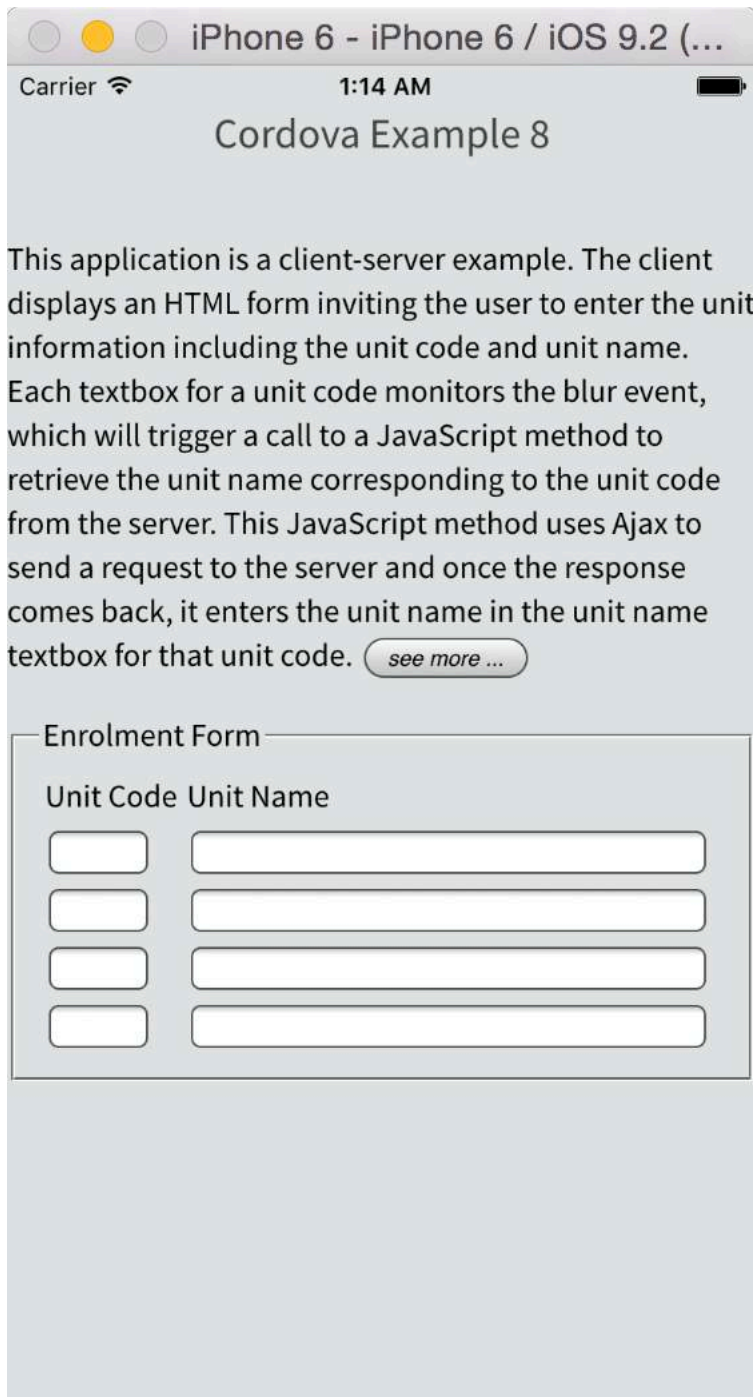 iPhone 6 - iPhone 6 / iOS 9.2 (...
Carrier 1:14 AM
Cordova Example 8
This application is a client-server example. The client
displays an HTML form inviting the user to enter the unit
information including the unit code and unit name.
Each textbox for a unit code monitors the blur event,
which will trigger a call to a JavaScript method to
retrieve the unit name corresponding to the unit code
from the server. This JavaScript method uses Ajax to
send a request to the server and once the response
comes back, it enters the unit name in the unit name
textbox for that unit code. see more ...
Enrolment Form
Unit Code Unit Name